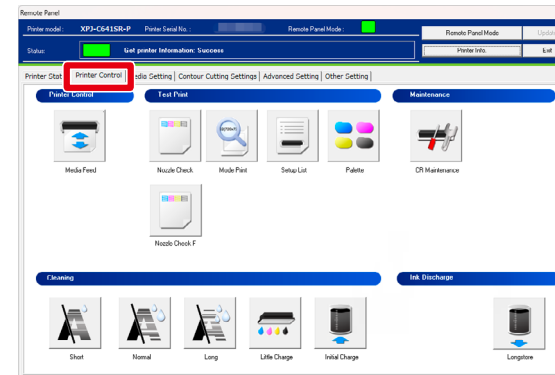 Remote Panel
Printer model : XPJ-C641SR-P Printer Serial No. : Remote Panel Mode :
Remote Panel Mode Update
Status: Get printer Information: Success
Printer Info. Exit
Printer Stat Printer Control dia Setting Contour Cutting Settings Advanced Setting Other Setting
Printer Control Test Print Maintenance
Media Feed Nozzle Check Mode Print Setup List Palette CR Maintenance
Nozzle Check F
Cleaning Ink Discharge
Short Normal Long Little Charge Initial Charge Longstore